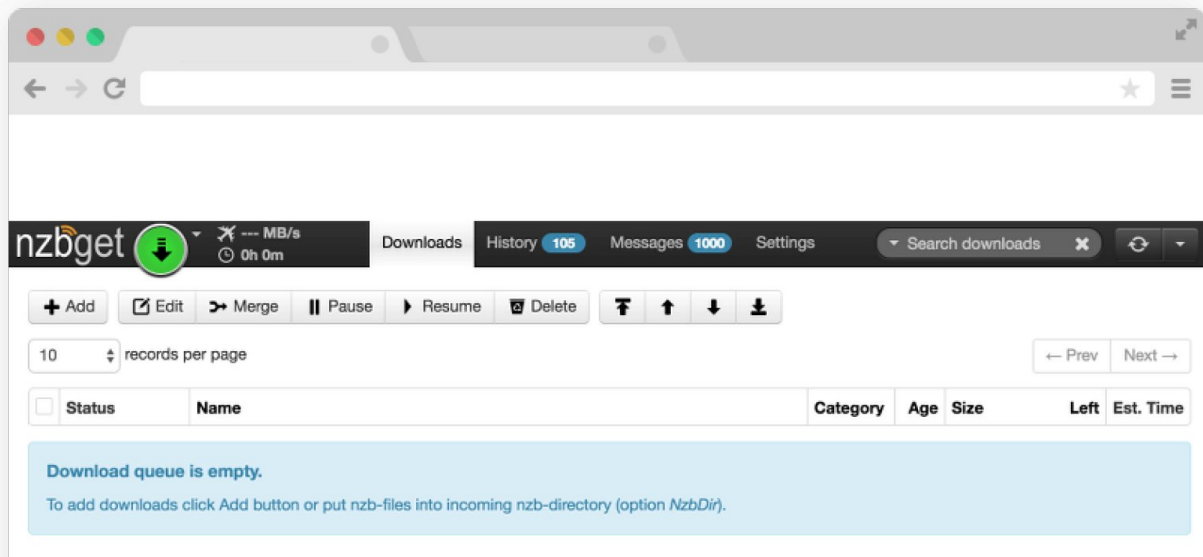 nzbget --- MB/s Downloads History 105 Messages 1000 Settings Search downloads
0h 0m
Add Edit Merge Pause Resume Delete
10 records per page ← Prev Next →
Status Name Category Age Size Left Est. Time
Download queue is empty.
To add downloads click Add button or put nzb-files into incoming nzb-directory (option NzbDir).